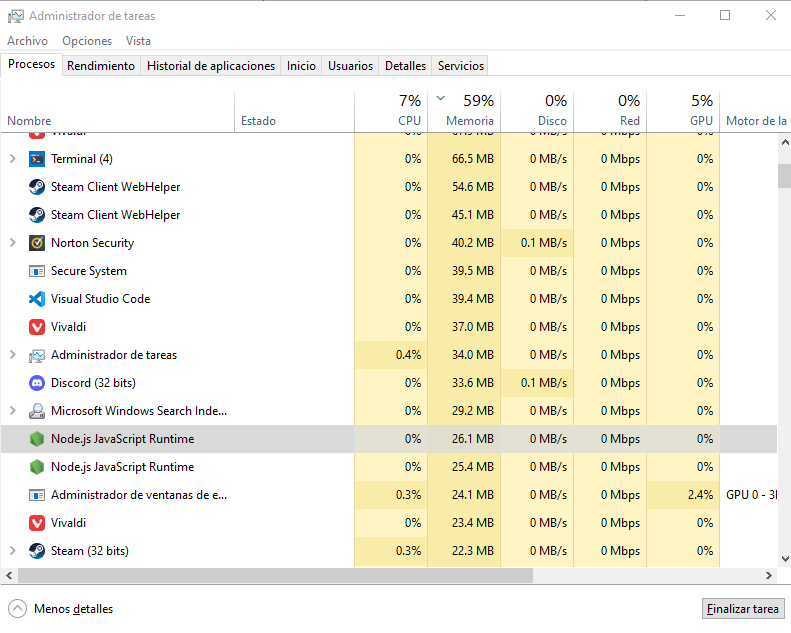 Administrador de tareas
Archivo Opciones Vista
Procesos Rendimiento Historial de aplicaciones Inicio Usuarios Detalles Servicios
7% 59% 0% 0% 5%
Nombre Estado CPU Memoria Disco Red GPU Motor de la
Vivaldi 0% 0 MB/s 0 Mbps 0%
Terminal (4) 0% 66.5 MB 0 MB/s 0 Mbps 0%
Steam Client WebHelper 0% 54.6 MB 0 MB/s 0 Mbps 0%
Steam Client WebHelper 0% 45.1 MB 0 MB/s 0 Mbps 0%
Norton Security 0% 40.2 MB 0.1 MB/s 0 Mbps 0%
Secure System 0% 39.5 MB 0 MB/s 0 Mbps 0%
Visual Studio Code 0% 39.4 MB 0 MB/s 0 Mbps 0%
Vivaldi 0% 37.0 MB 0 MB/s 0 Mbps 0%
Administrador de tareas 0.4% 34.0 MB 0 MB/s 0 Mbps 0%
Discord (32 bits) 0% 33.6 MB 0.1 MB/s 0 Mbps 0%
Microsoft Windows Search Inde... 0% 29.2 MB 0 MB/s 0 Mbps 0%
Node.js JavaScript Runtime 0% 26.1 MB 0 MB/s 0 Mbps 0%
Node.js JavaScript Runtime 0% 25.4 MB 0 MB/s 0 Mbps 0%
Administrador de ventanas de e... 0.3% 24.1 MB 0 MB/s 0 Mbps 2.4% GPU 0 - 3
Vivaldi 0% 23.4 MB 0 MB/s 0 Mbps 0%
Steam (32 bits) 0.3% 22.3 MB 0 MB/s 0 Mbps 0%
Menos detalles Finalizar tarea